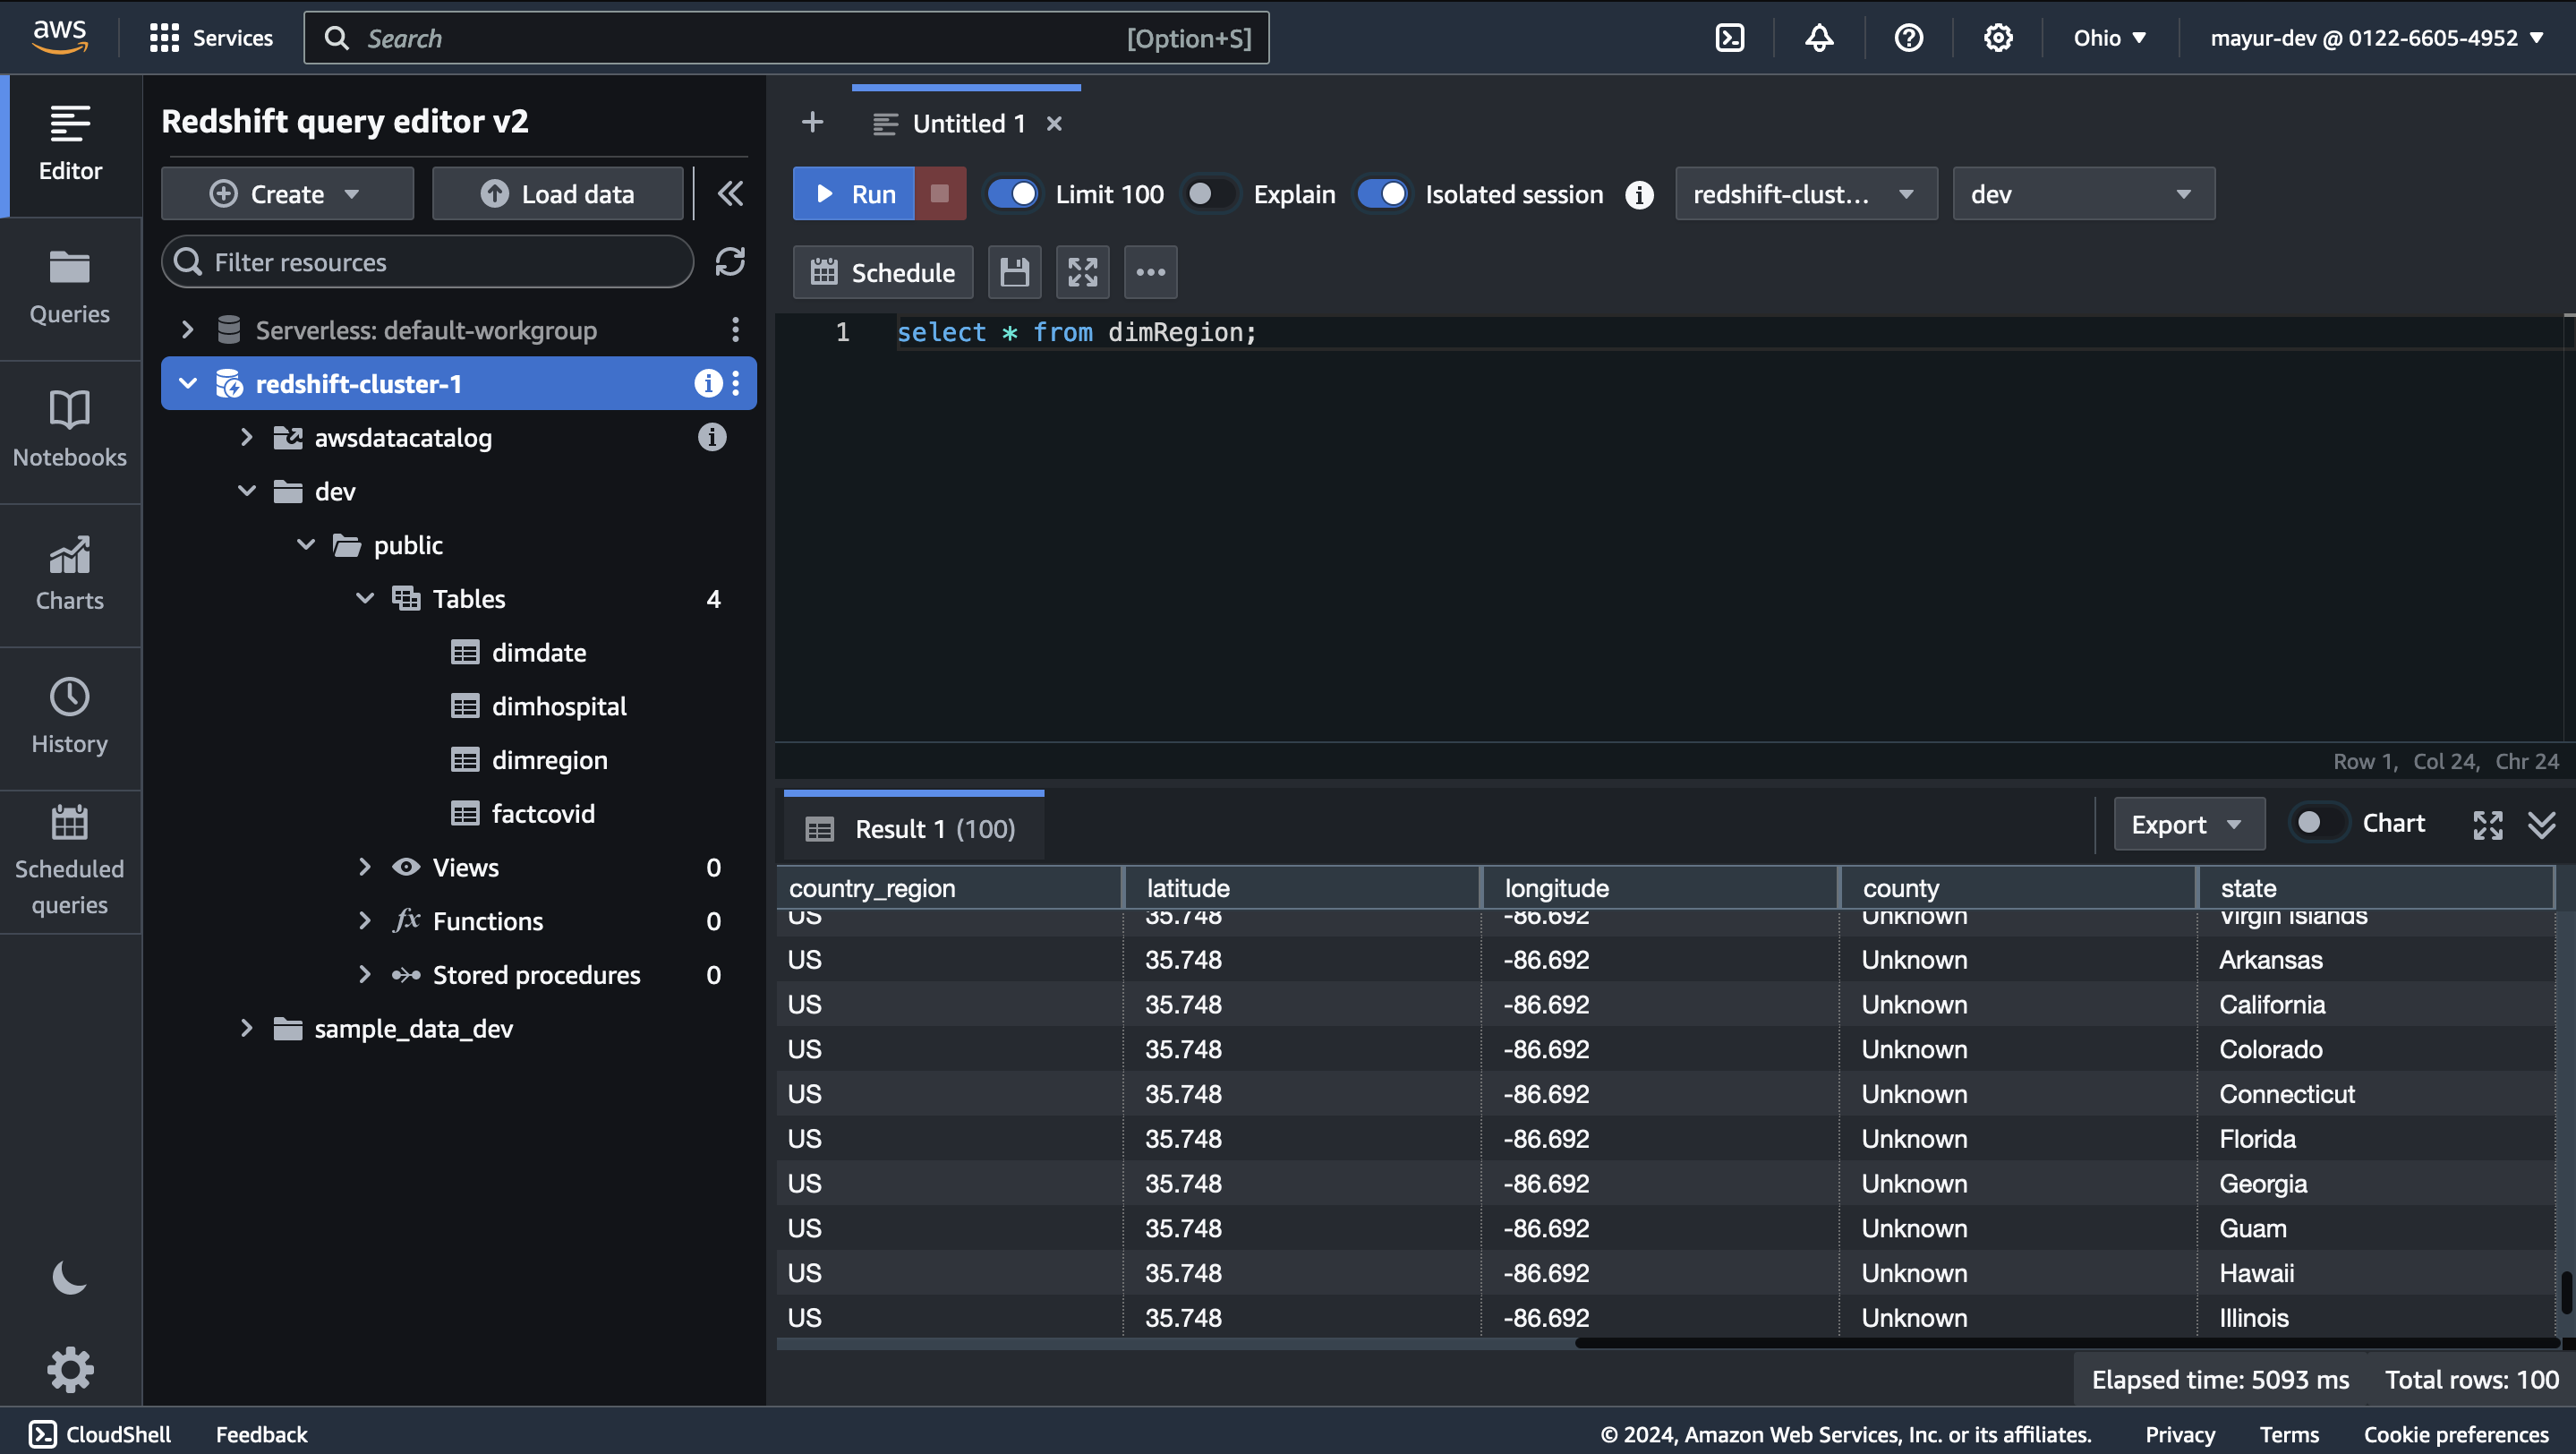 aws
Services
Search
[Option+S]
Ohio
mayur-dev @ 0122-6605-4952
Editor
Queries
Notebooks
Charts
History
Scheduled
queries
Redshift query editor v2
Create
Load data
Filter resources
Serverless: default-workgroup
redshift-cluster-1
awsdatacatalog
dev
public
Tables 4
dimdate
dimhospital
dimregion
factcovid
Views 0
fx Functions 0
Stored procedures 0
sample_data_dev
Untitled 1
Run
Limit 100
Explain
Isolated session
redshift-clust...
dev
Schedule
1 select * from dimRegion;
Row 1, Col 24, Chr 24
Result 1 (100)
Export
Chart
country_region latitude longitude county state
US 35.748 -86.692 Unknown Virgin Islands
US 35.748 -86.692 Unknown Arkansas
US 35.748 -86.692 Unknown California
US 35.748 -86.692 Unknown Colorado
US 35.748 -86.692 Unknown Connecticut
US 35.748 -86.692 Unknown Florida
US 35.748 -86.692 Unknown Georgia
US 35.748 -86.692 Unknown Guam
US 35.748 -86.692 Unknown Hawaii
US 35.748 -86.692 Unknown Illinois
Elapsed time: 5093 ms Total rows: 100
CloudShell
Feedback
© 2024, Amazon Web Services, Inc. or its affiliates.
Privacy
Terms
Cookie preferences